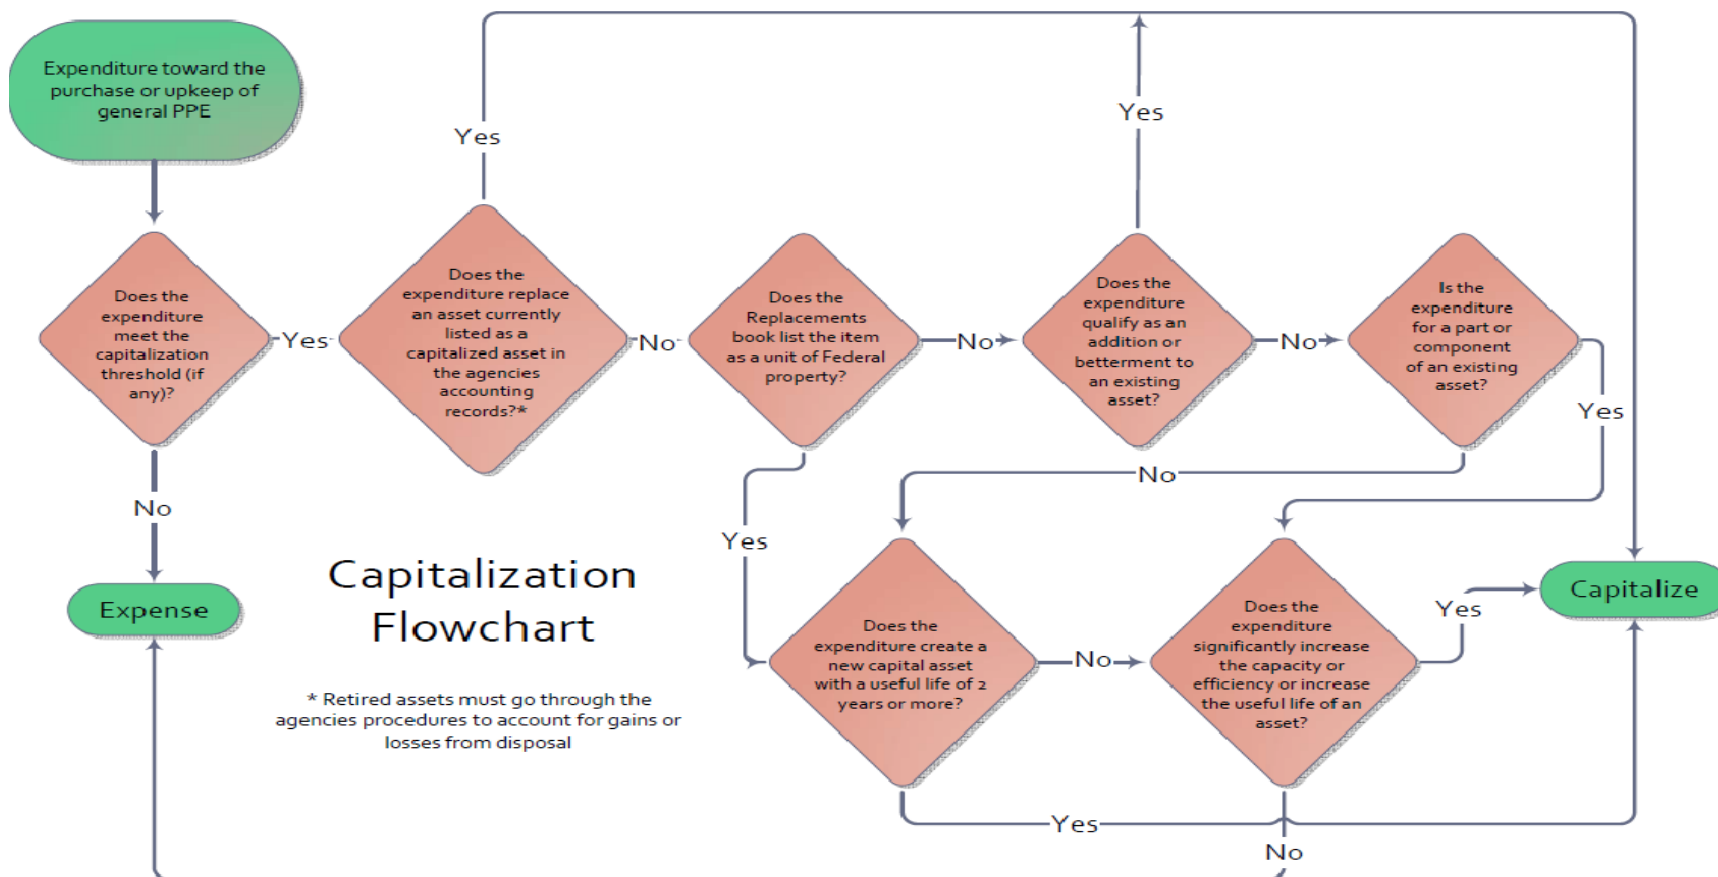 Expenditure toward the
purchase or upkeep of
general PPE
Yes
Yes
Does the
expenditure
meet the
capitalization
threshold (if
any)?
Yes
Does the
expenditure replace
an asset currently
listed as a
capitalized asset in
the agencies
accounting
records?*
No
Does the
Replacements
book list the item
as a unit of Federal
property?
No
Does the
expenditure
qualify as an
addition or
betterment to
an existing
asset?
No
Is the
expenditure
for a part or
component
of an existing
asset?
Yes
No
No
Yes
Expense
Capitalization
Flowchart
* Retired assets must go through the
agencies procedures to account for gains or
losses from disposal
Does the
expenditure create a
new capital asset
with a useful life of 2
years or more?
No
Does the
expenditure
significantly increase
the capacity or
efficiency or increase
the useful life of an
asset?
Yes
Capitalize
Yes
No